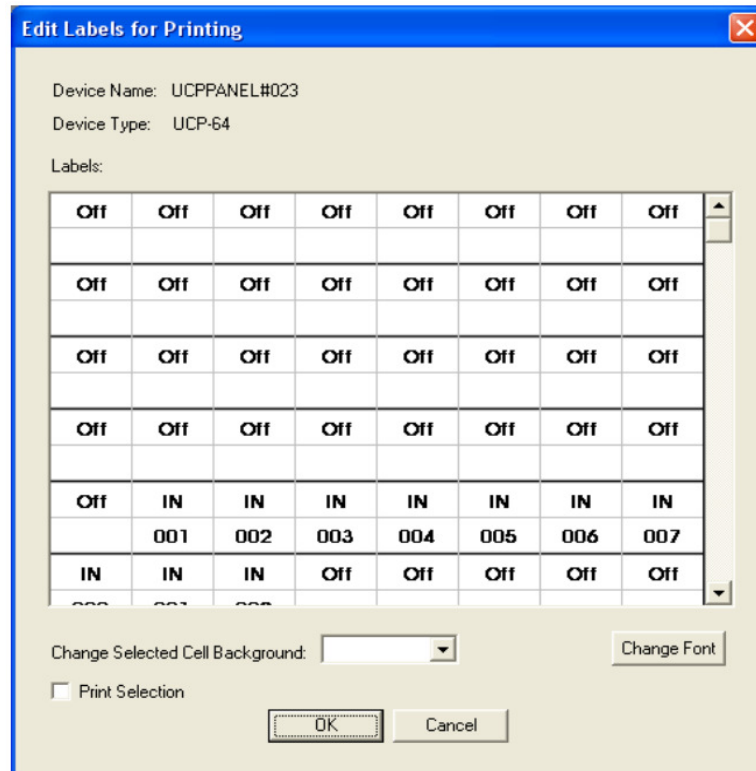 Edit Labels for Printing
Device Name: UCPPANEL#023
Device Type: UCP-64
Labels:
Off Off Off Off Off Off Off Off
Off Off Off Off Off Off Off Off
Off Off Off Off Off Off Off Off
Off Off Off Off Off Off Off Off
Off IN IN IN IN IN IN IN
001 002 003 004 005 006 007
IN IN IN Off Off Off Off Off
Change Selected Cell Background:
Change Font
Print Selection
OK Cancel